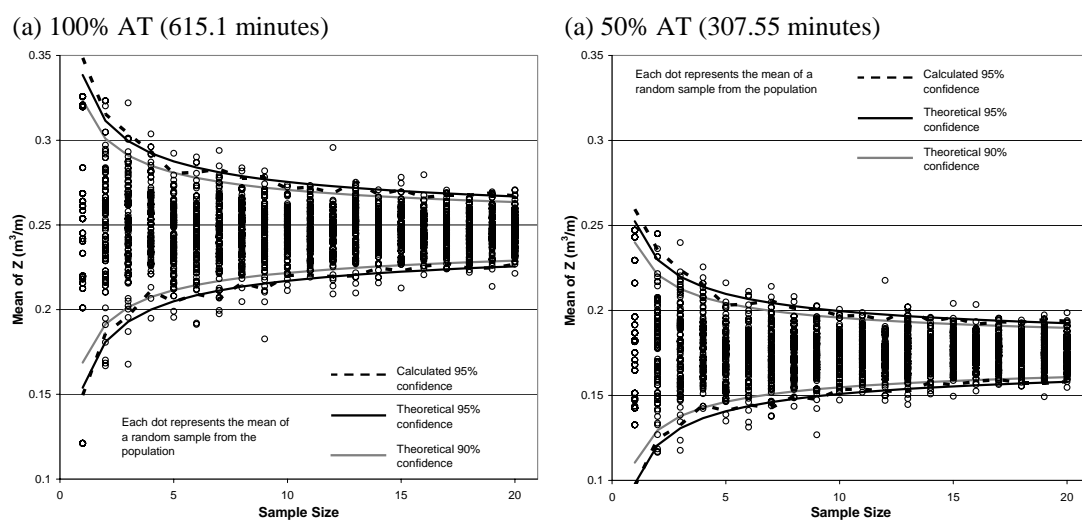 (a) 100% AT (615.1 minutes)
0.35
0.3
0.25
0.2
0.15
0.1
Mean of Z (m³/m)
0
5
10
15
20
Sample Size
Each dot represents the mean of
a random sample from the
population
Calculated 95%
confidence
Theoretical 95%
confidence
Theoretical 90%
confidence
(a) 50% AT (307.55 minutes)
0.35
0.3
0.25
0.2
0.15
0.1
Mean of Z (m³/m)
0
5
10
15
20
Sample Size
Each dot represents the mean of a
random sample from the population
Calculated 95%
confidence
Theoretical 95%
confidence
Theoretical 90%
confidence